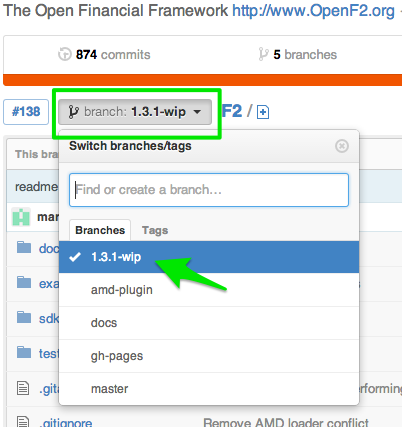 The Open Financial Framework http://www.OpenF2.org
874 commits
5 branches
#138
branch: 1.3.1-wip
F2 /
Switch branches/tags
This bra
Find or create a branch...
readme
Branches
Tags
mar
1.3.1-wip
doc
amd-plugin
exa
docs
sdk
gh-pages
test
master
.gita
erforming
.gitignore
Remove AMD loader conflict